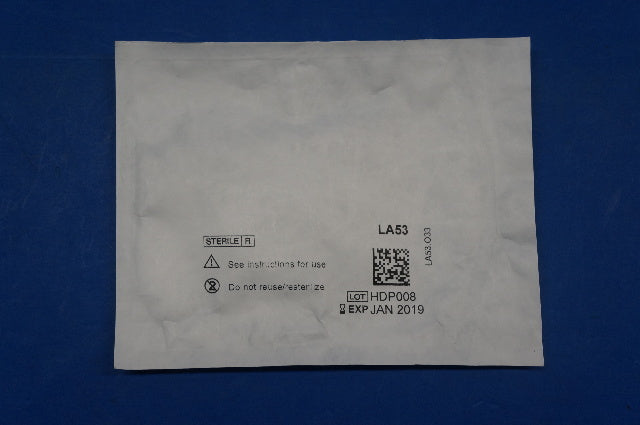 LA53
LA53.033
STERILE R
See instructions for use
Do not reuse/resterilize
LOT HDP008
EXP JAN 2019